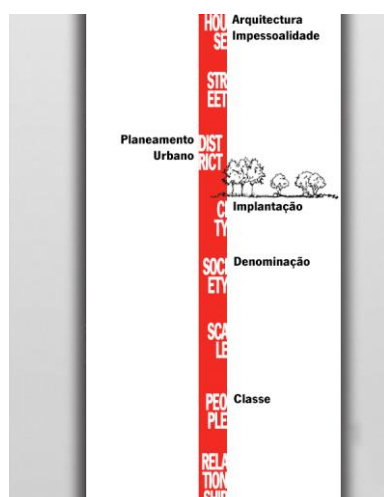 HOU
SE
Arquitectura
Impessoalidade
STR
EET
Planeamento
Urbano
DIST
RICT
CI
TY
Implantação
SOCI
ETY
Denominação
SCA
LE
PEO
PLE
Classe
RELA
TION
SHIP